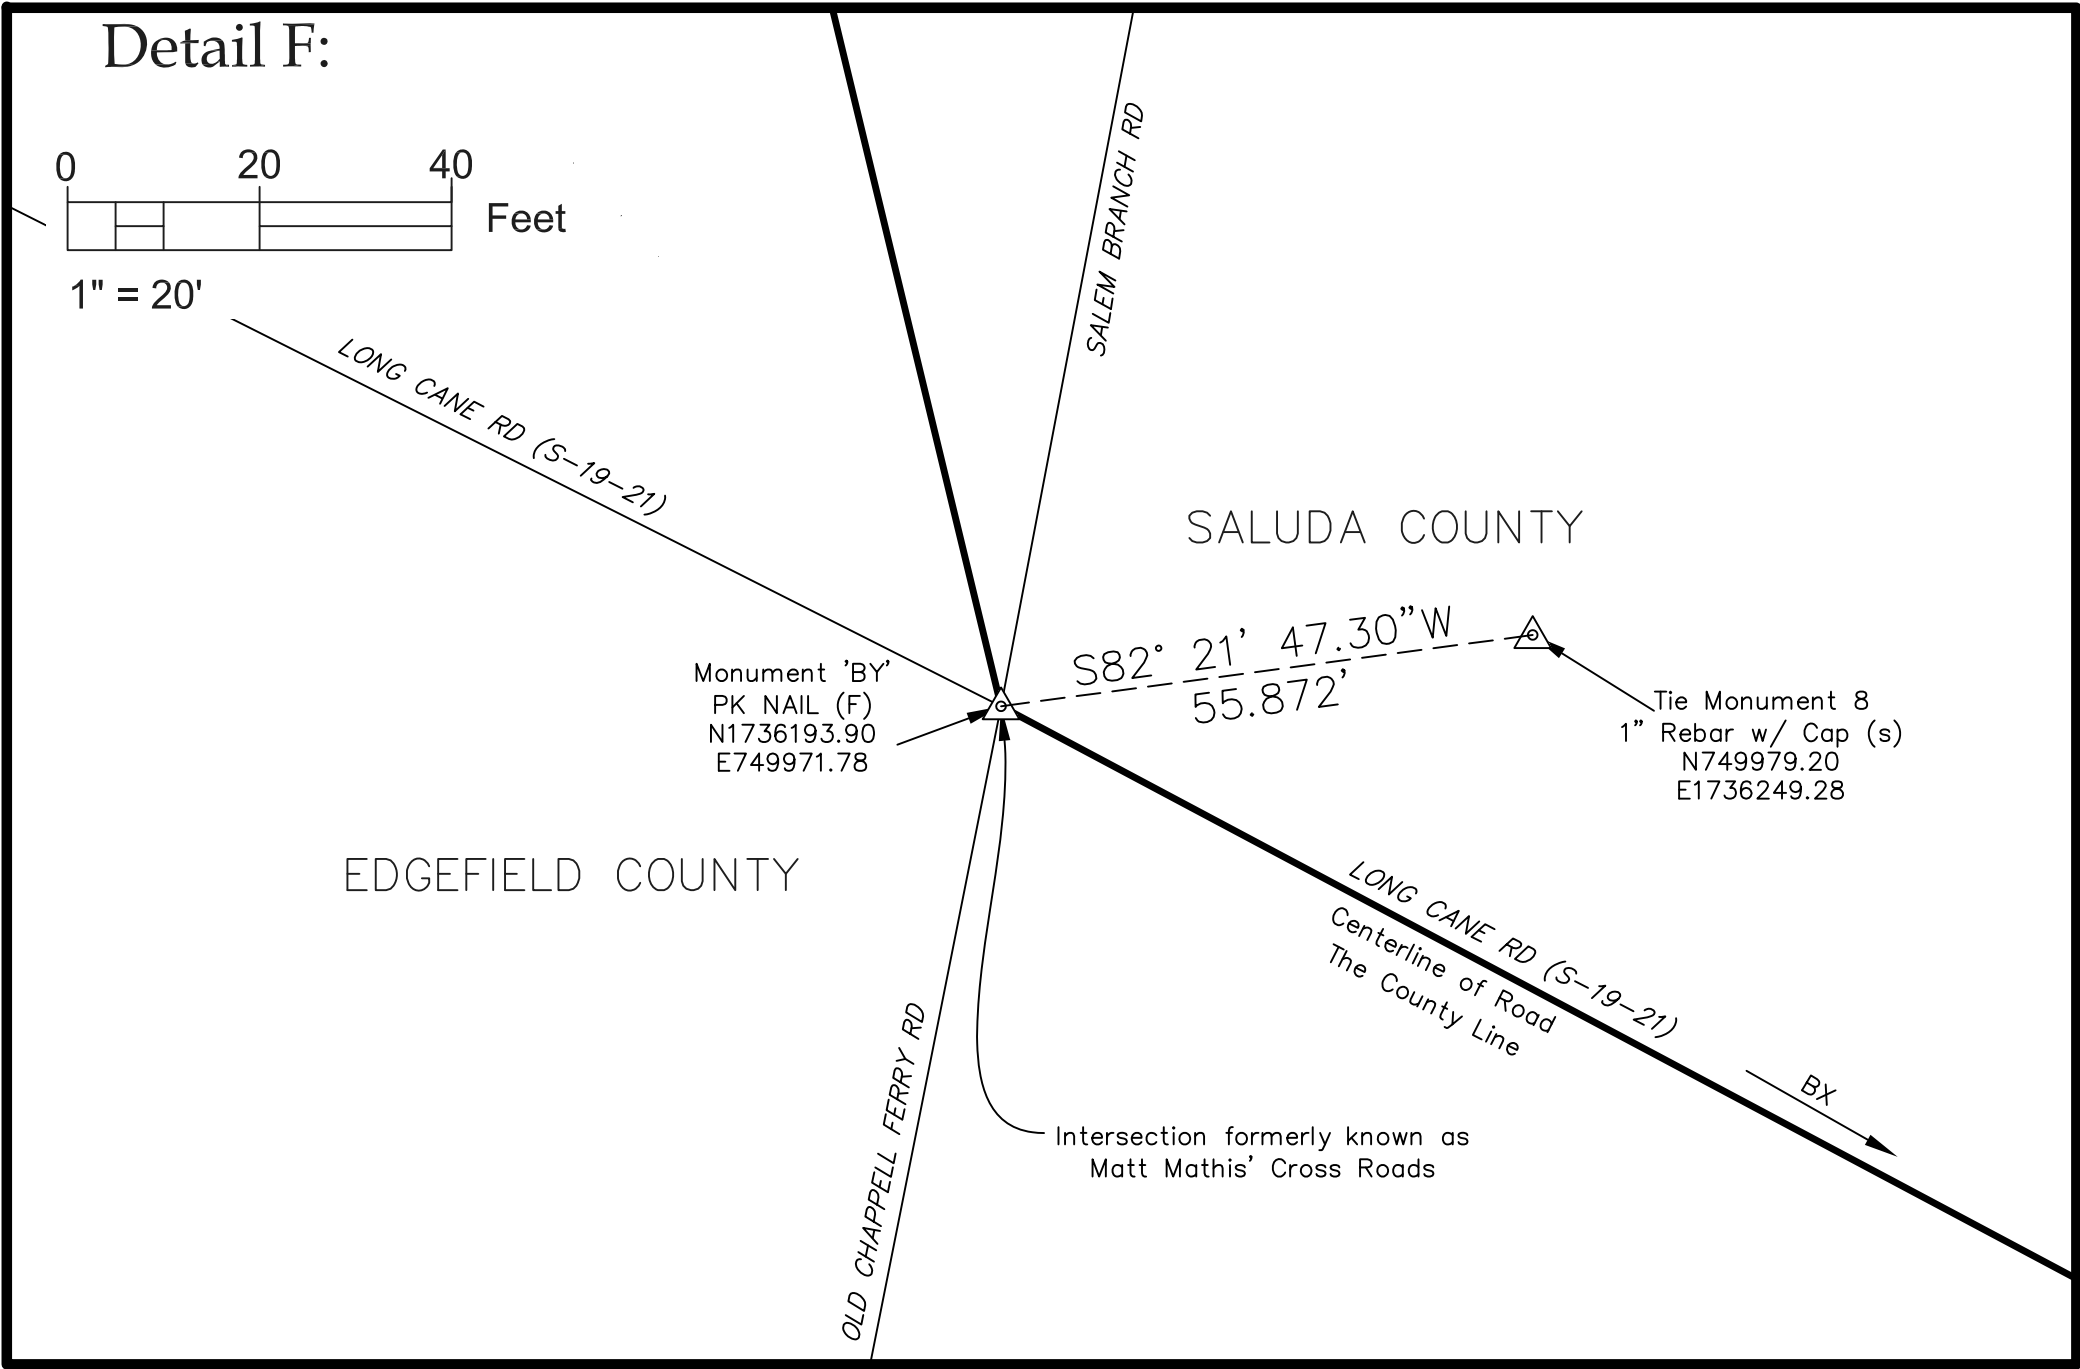 Detail F:
0 20 40
Feet
1" = 20'
LONG CANE RD (S-19-21)
SALEM BRANCH RD
SALUDA COUNTY
S82° 21' 47.30"W
55.872'
Monument 'BY'
PK NAIL (F)
N1736193.90
E749971.78
Tie Monument 8
1" Rebar w/ Cap (s)
N749979.20
E1736249.28
EDGEFIELD COUNTY
LONG CANE RD (S-19-21)
Centerline of Road
The County Line
BX
OLD CHAPPELL FERRY RD
Intersection formerly known as
Matt Mathis' Cross Roads